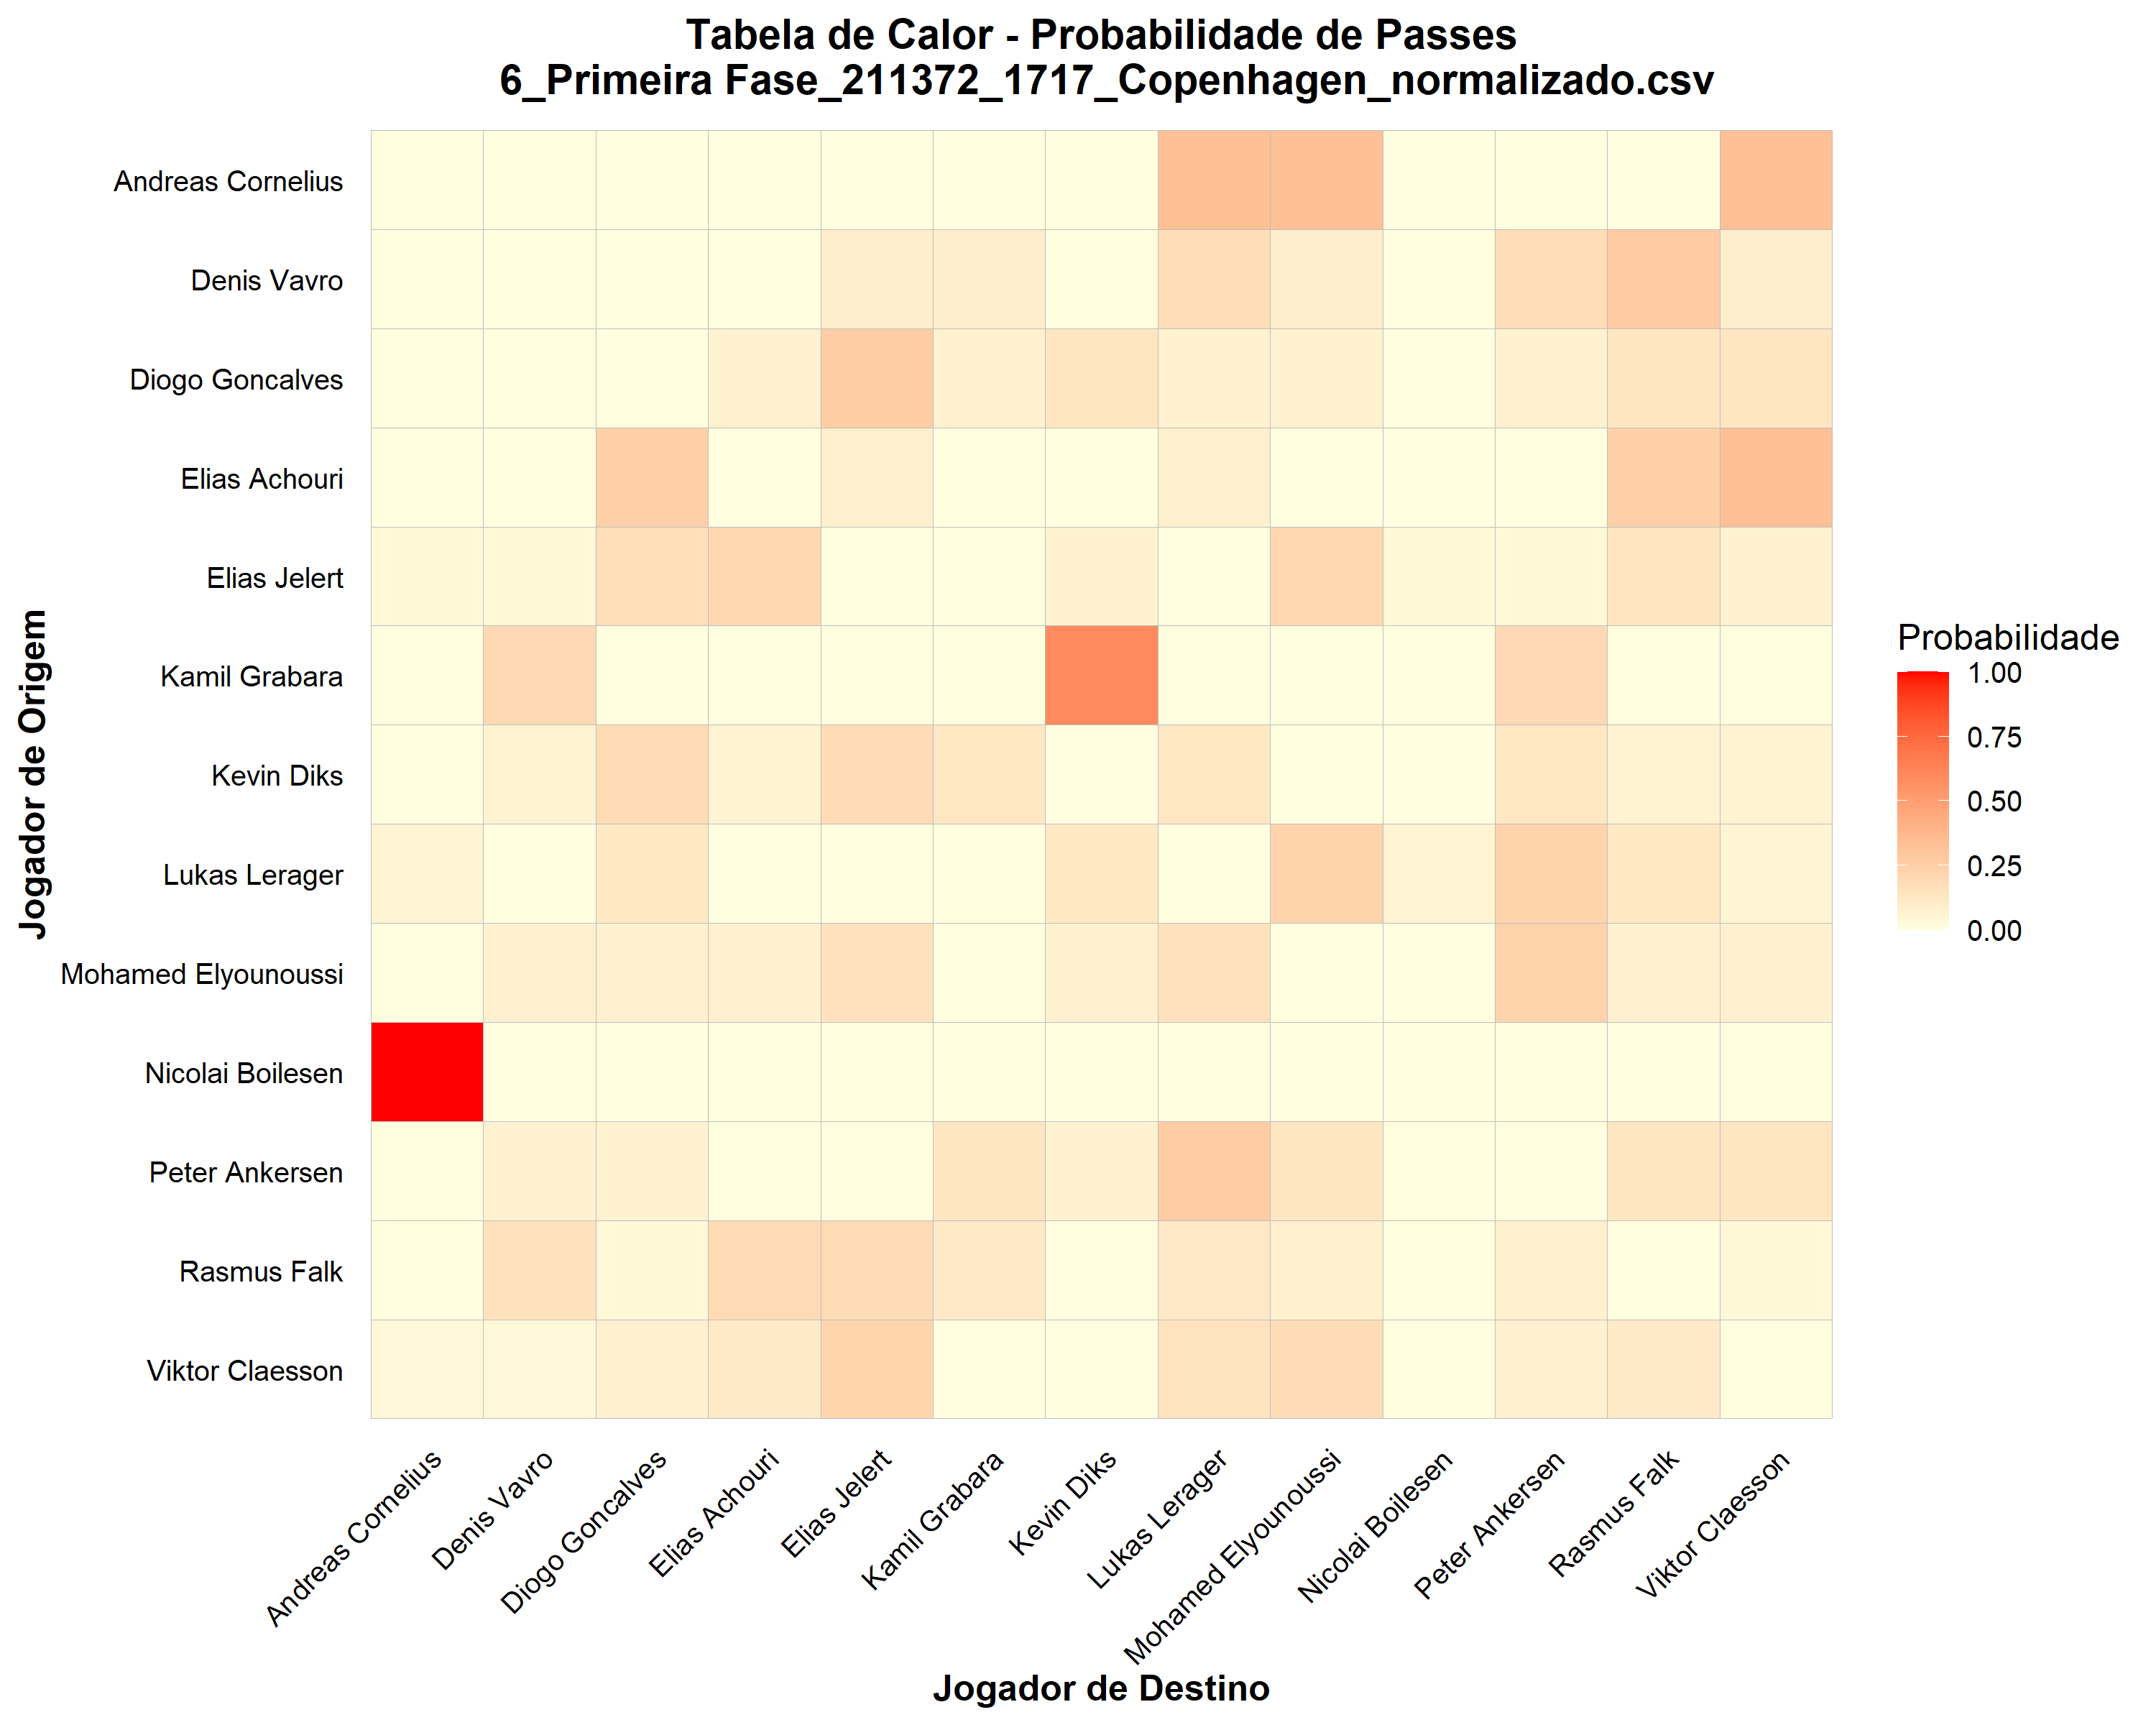 Tabela de Calor - Probabilidade de Passes
6_Primeira Fase_211372_1717_Copenhagen_normalizado.csv
Jogador de Origem
Andreas Cornelius
Denis Vavro
Diogo Goncalves
Elias Achouri
Elias Jelert
Kamil Grabara
Kevin Diks
Lukas Lerager
Mohamed Elyounoussi
Nicolai Boilesen
Peter Ankersen
Rasmus Falk
Viktor Claesson
Andreas Cornelius
Denis Vavro
Diogo Goncalves
Elias Achouri
Elias Jelert
Kamil Grabara
Kevin Diks
Lukas Lerager
Mohamed Elyounoussi
Nicolai Boilesen
Peter Ankersen
Rasmus Falk
Viktor Claesson
Jogador de Destino
Probabilidade
1.00
0.75
0.50
0.25
0.00